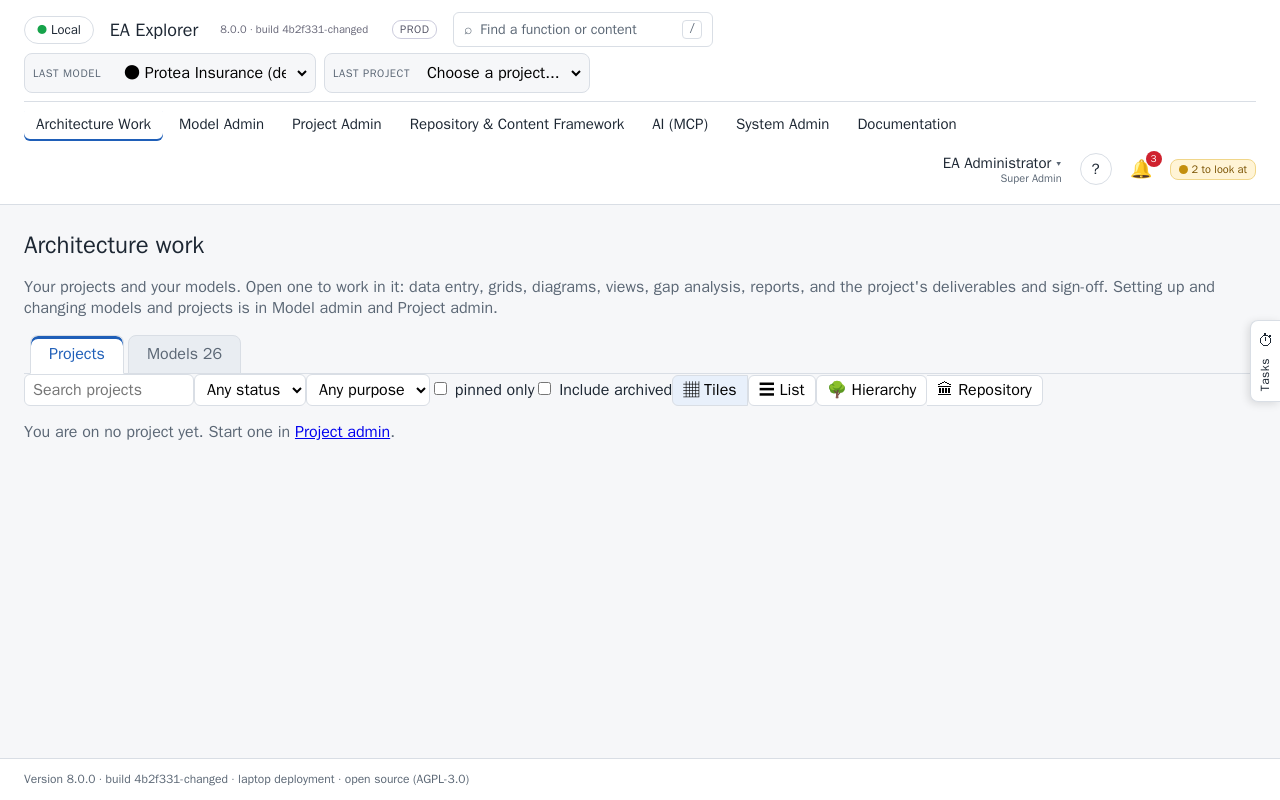 Local EA Explorer 8.0.0 · build 4b2f331-changed PROD Find a function or content /
LAST MODEL Protea Insurance (de LAST PROJECT Choose a project...
Architecture Work Model Admin Project Admin Repository & Content Framework AI (MCP) System Admin Documentation
EA Administrator
Super Admin
? 3 2 to look at
Architecture work
Your projects and your models. Open one to work in it: data entry, grids, diagrams, views, gap analysis, reports, and the project's deliverables and sign-off. Setting up and
changing models and projects is in Model admin and Project admin.
Projects Models 26
Search projects Any status Any purpose pinned only Include archived Tiles List Hierarchy Repository
You are on no project yet. Start one in Project admin.
Tasks
Version 8.0.0 · build 4b2f331-changed · laptop deployment · open source (AGPL-3.0)